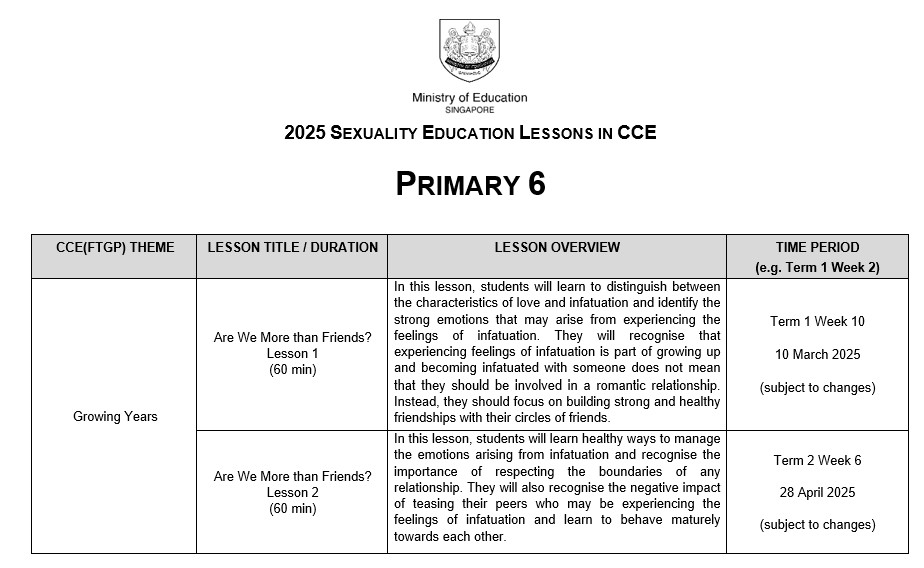 Ministry of Education
SINGAPORE
2025 SEXUALITY EDUCATION LESSONS IN CCE
PRIMARY 6
CCE(FTGP) THEME
LESSON TITLE / DURATION
LESSON OVERVIEW
TIME PERIOD
(e.g. Term 1 Week 2)
Growing Years
Are We More than Friends?
Lesson 1
(60 min)
In this lesson, students will learn to distinguish between
the characteristics of love and infatuation and identify the
strong emotions that may arise from experiencing the
feelings of infatuation. They will recognise that
experiencing feelings of infatuation is part of growing up
and becoming infatuated with someone does not mean
that they should be involved in a romantic relationship.
Instead, they should focus on building strong and healthy
friendships with their circles of friends.
Term 1 Week 10
10 March 2025
(subject to changes)
Are We More than Friends?
Lesson 2
(60 min)
In this lesson, students will learn healthy ways to manage
the emotions arising from infatuation and recognise the
importance of respecting the boundaries of any
relationship. They will also recognise the negative impact
of teasing their peers who may be experiencing the
feelings of infatuation and learn to behave maturely
towards each other.
Term 2 Week 6
28 April 2025
(subject to changes)